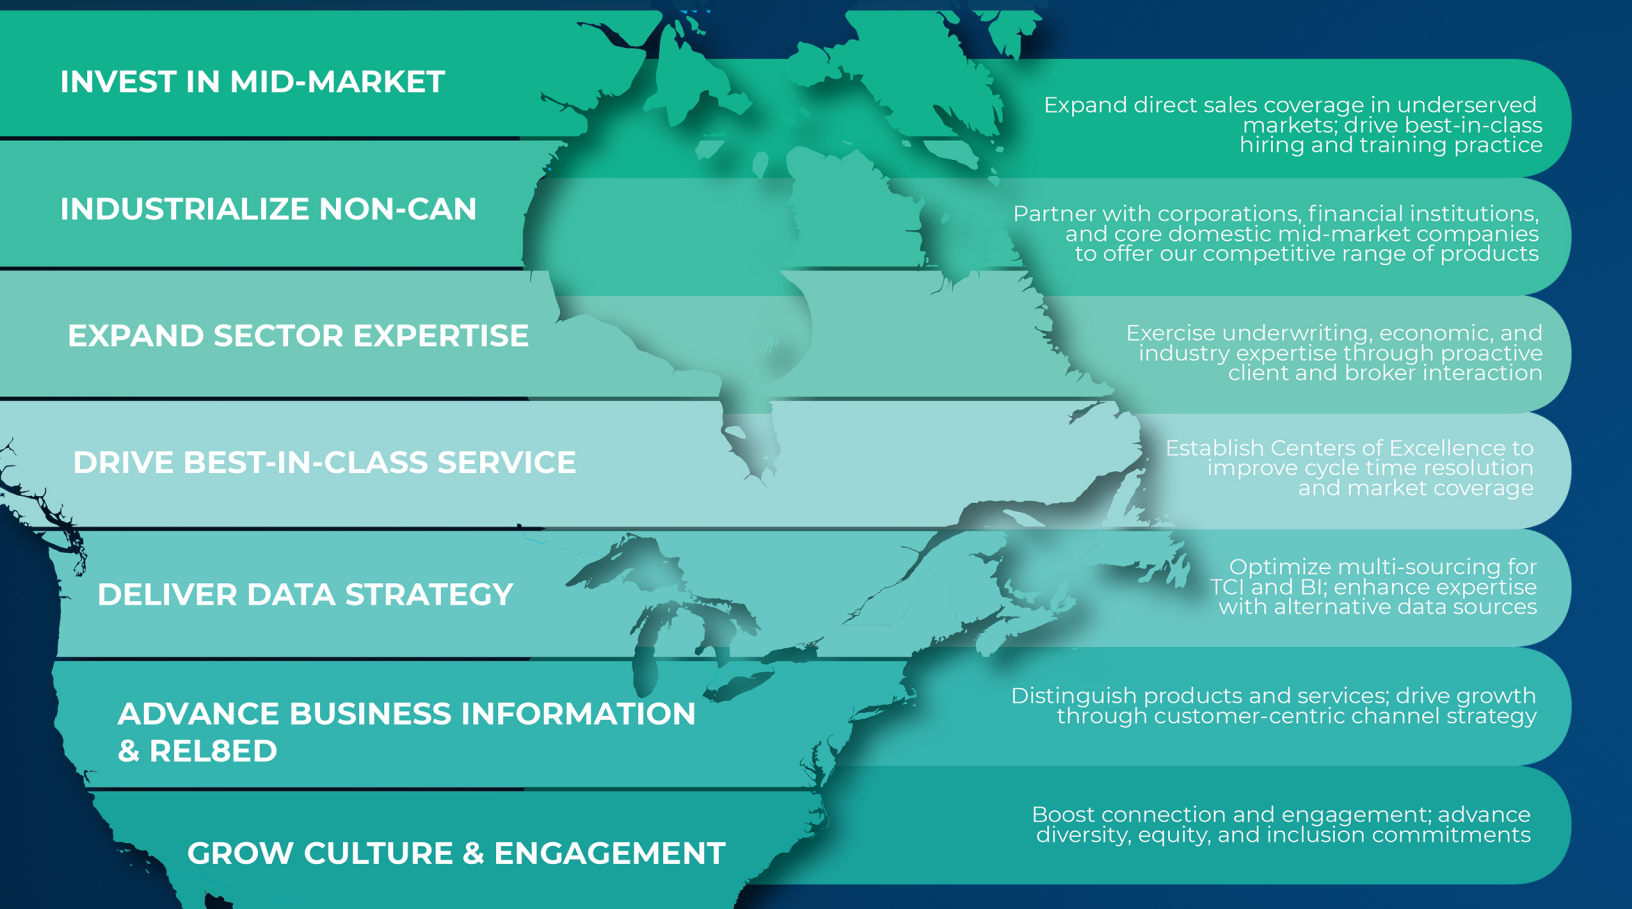 INVEST IN MID-MARKET
Expand direct sales coverage in underserved
markets; drive best-in-class
hiring and training practice
INDUSTRIALIZE NON-CAN
Partner with corporations, financial institutions,
and core domestic mid-market companies
to offer our competitive range of products
EXPAND SECTOR EXPERTISE
Exercise underwriting, economic, and
industry expertise through proactive
client and broker interaction
DRIVE BEST-IN-CLASS SERVICE
Establish Centers of Excellence to
improve cycle time resolution
and market coverage
DELIVER DATA STRATEGY
Optimize multi-sourcing for
TCI and BI; enhance expertise
with alternative data sources
ADVANCE BUSINESS INFORMATION
& REL8ED
Distinguish products and services; drive growth
through customer-centric channel strategy
GROW CULTURE & ENGAGEMENT
Boost connection and engagement; advance
diversity, equity, and inclusion commitments